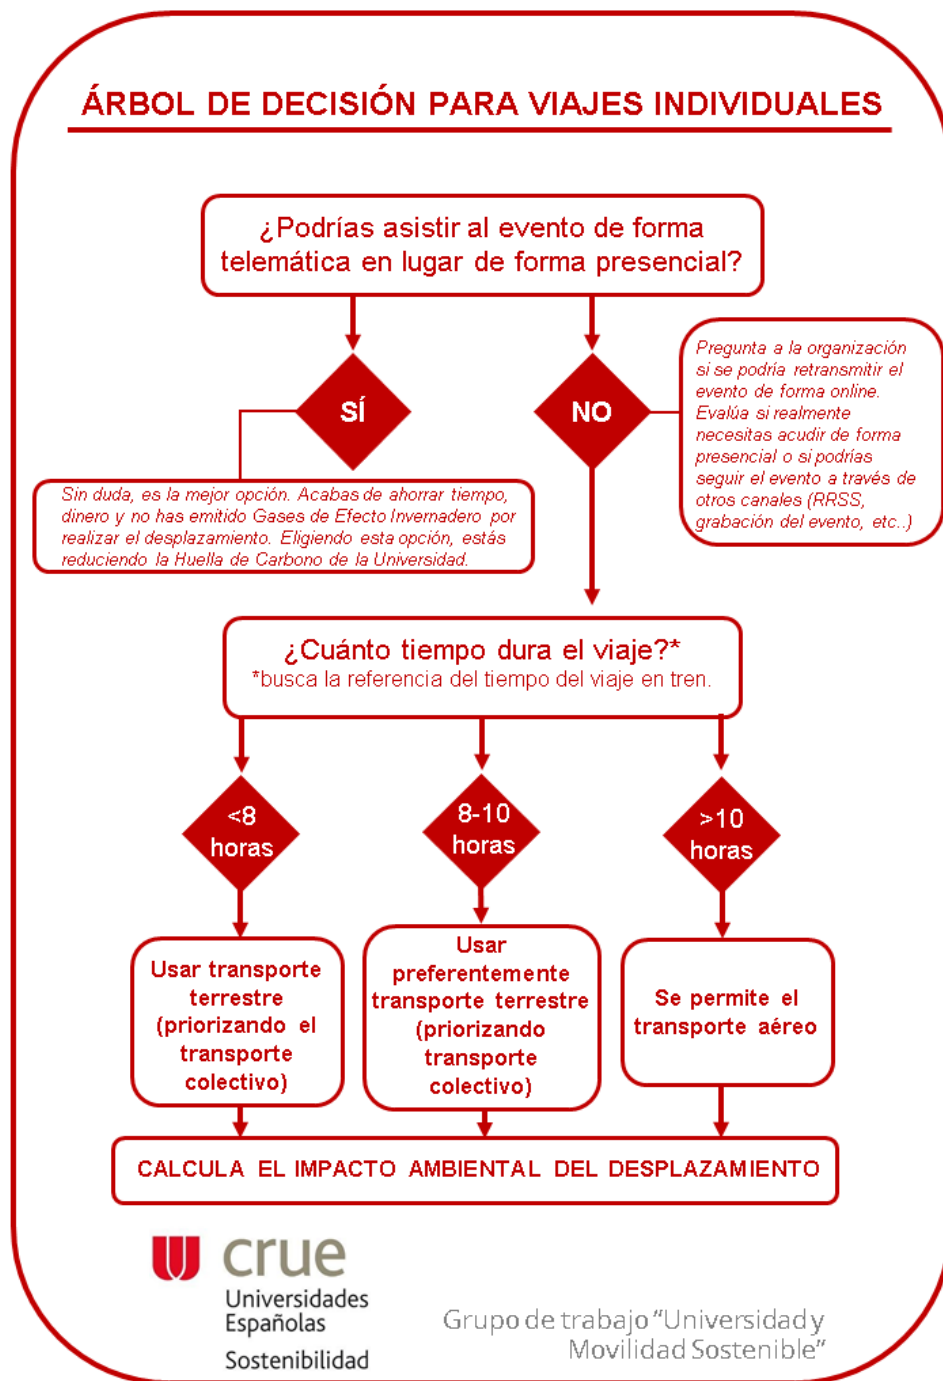 ÁRBOL DE DECISIÓN PARA VIAJES INDIVIDUALES
¿Podrías asistir al evento de forma
telemática en lugar de forma presencial?
SÍ
NO
Pregunta a la organización
si se podría retransmitir el
evento de forma online.
Evalúa si realmente
necesitas acudir de forma
presencial o si podrías
seguir el evento a través de
otros canales (RRSS,
grabación del evento, etc..)
Sin duda, es la mejor opción. Acabas de ahorrar tiempo,
dinero y no has emitido Gases de Efecto Invernadero por
realizar el desplazamiento. Eligiendo esta opción, estás
reduciendo la Huella de Carbono de la Universidad.
¿Cuánto tiempo dura el viaje?*
*busca la referencia del tiempo del viaje en tren.
<8
horas
8-10
horas
>10
horas
Usar transporte
terrestre
(priorizando el
transporte
colectivo)
Usar
preferentemente
transporte terrestre
(priorizando
transporte
colectivo)
Se permite el
transporte aéreo
CALCULA EL IMPACTO AMBIENTAL DEL DESPLAZAMIENTO
crue
Universidades
Españolas
Sostenibilidad
Grupo de trabajo “Universidad y
Movilidad Sostenible”